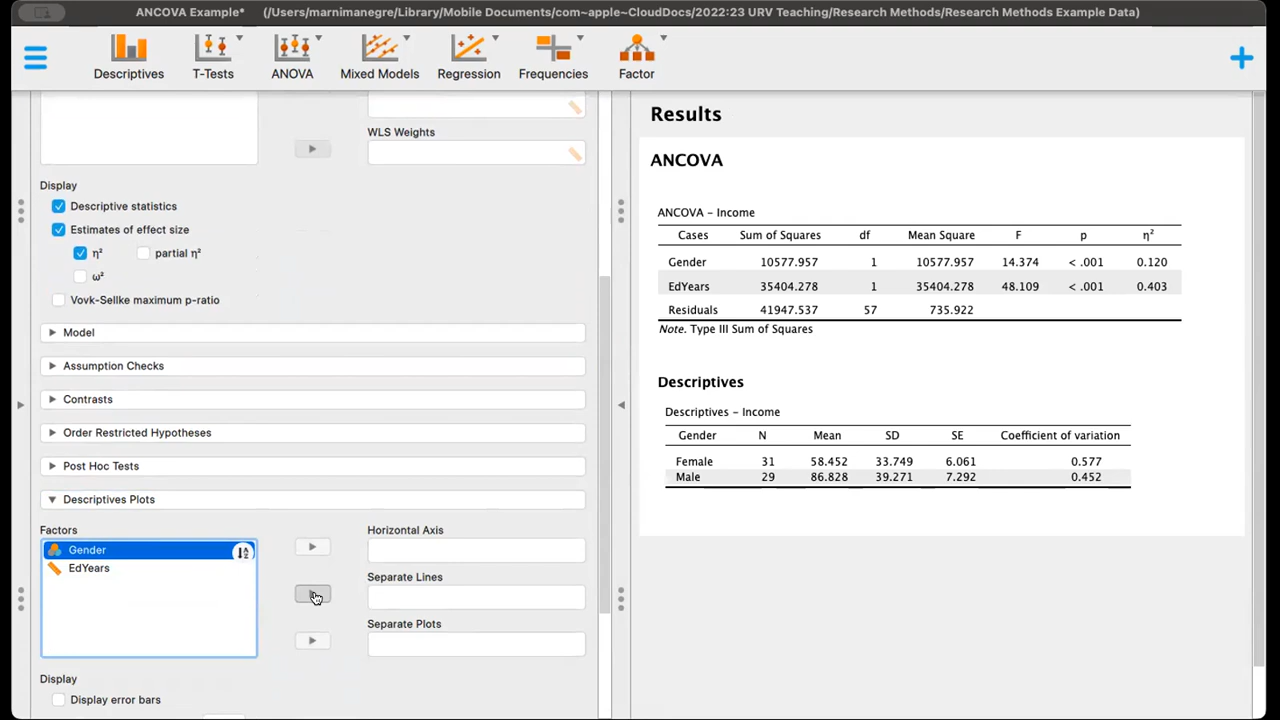 ANCOVA Example* (/Users/marnimanegre/Library/Mobile Documents/com~apple~CloudDocs/2022:23 URV Teaching/Research Methods/Research Methods Example Data)
Descriptives T-Tests ANOVA Mixed Models Regression Frequencies Factor
WLS Weights
Display
Descriptive statistics
Estimates of effect size
η² partial η²
ω²
Vovk-Sellke maximum p-ratio
Model
Assumption Checks
Contrasts
Order Restricted Hypotheses
Post Hoc Tests
Descriptives Plots
Factors
Gender
EdYears
Horizontal Axis
Separate Lines
Separate Plots
Display
Display error bars
Results
ANCOVA
ANCOVA – Income
Cases Sum of Squares df Mean Square F p η²
Gender 10577.957 1 10577.957 14.374 < .001 0.120
EdYears 35404.278 1 35404.278 48.109 < .001 0.403
Residuals 41947.537 57 735.922
Note. Type III Sum of Squares
Descriptives
Descriptives – Income
Gender N Mean SD SE Coefficient of variation
Female 31 58.452 33.749 6.061 0.577
Male 29 86.828 39.271 7.292 0.452